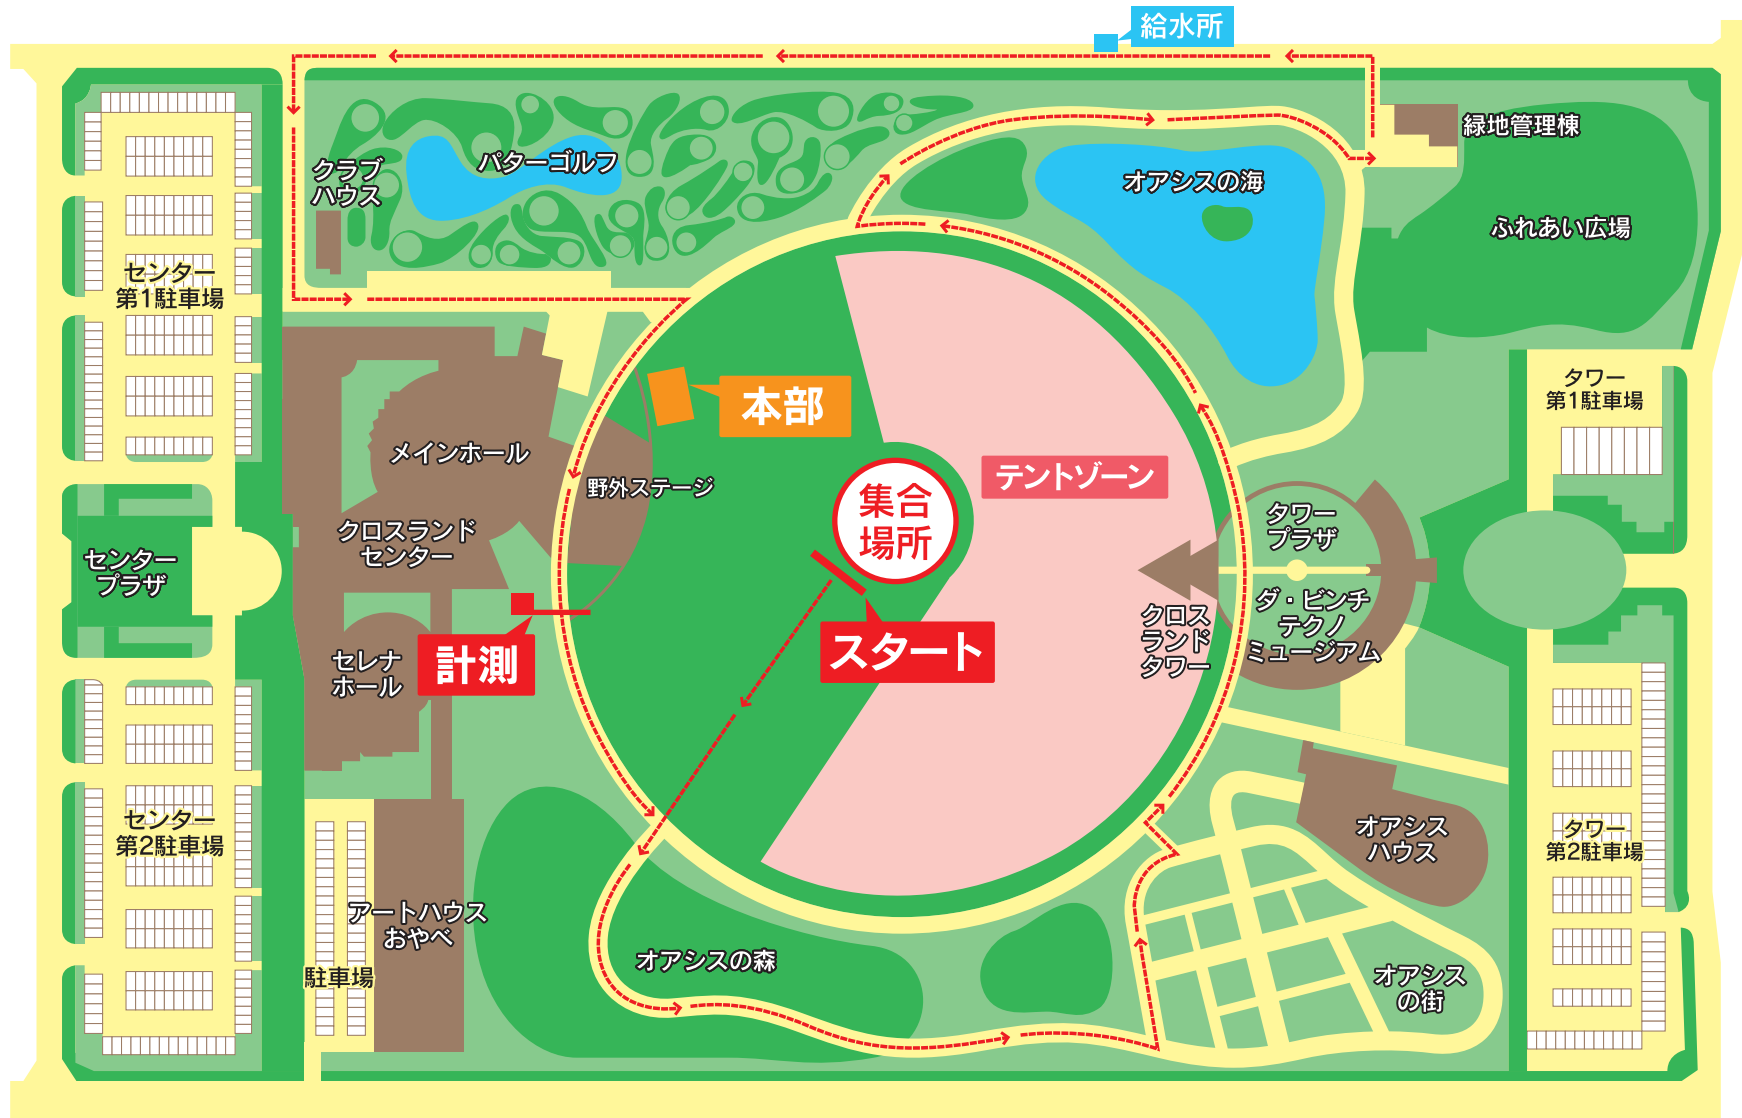 給水所
緑地管理棟
クラブ
ハウス
パターゴルフ
オアシスの海
ふれあい広場
センター
第1駐車場
本部
タワー
第1駐車場
メインホール
野外ステージ
テントゾーン
集合
場所
クロスランド
センター
タワー
プラザ
センター
プラザ
ダ・ビンチ
テクノ
ミュージアム
クロス
ランド
タワー
スタート
計測
セレナ
ホール
センター
第2駐車場
オアシス
ハウス
タワー
第2駐車場
アートハウス
おやべ
オアシスの森
駐車場
オアシス
の街